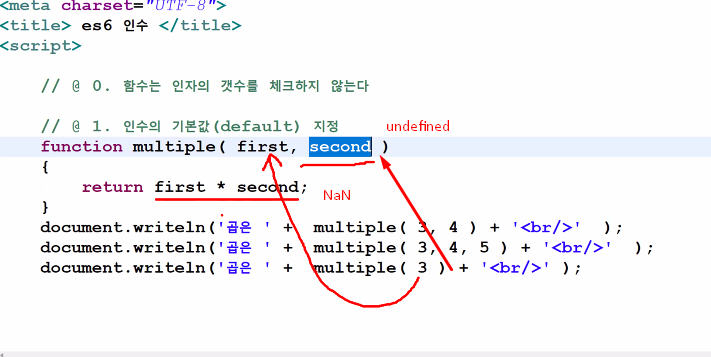 <meta charset="UTF-8">
<title> es6 인수 </title>
<script>
// @ 0. 함수는 인자의 갯수를 체크하지 않는다
// @ 1. 인수의 기본값(default) 지정 undefined
function multiple( first, second )
{
return first * second; NaN
}
document.writeln('곱은 ' + multiple( 3, 4 ) + '<br/>' );
document.writeln('곱은 ' + multiple( 3, 4, 5 ) + '<br/>' );
document.writeln('곱은 ' + multiple( 3 ) + '<br/>' );